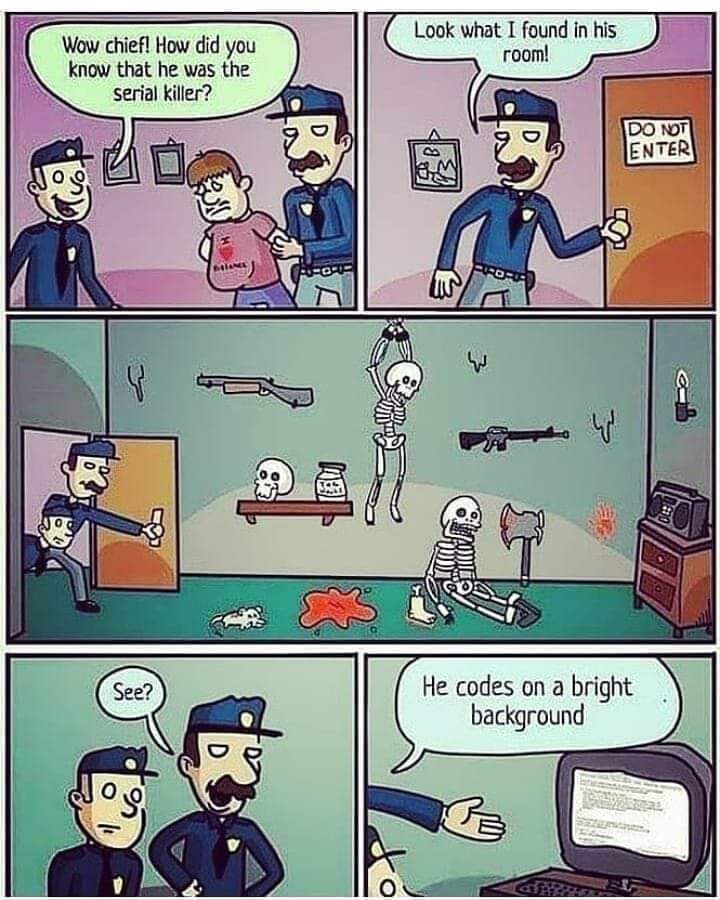 Wow chief! How did you
know that he was the
serial killer?
Look what I found in his
room!
DO NOT
ENTER
I
See?
He codes on a bright
background